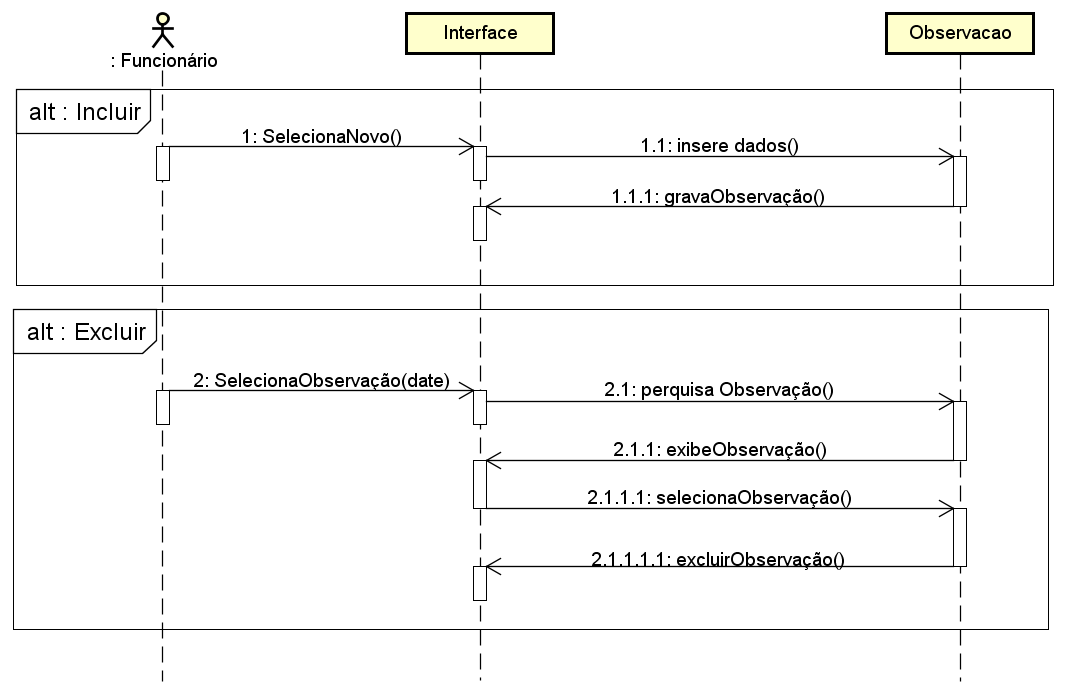 : Funcionário
Interface
Observacao
alt : Incluir
1: SelecionaNovo()
1.1: insere dados()
1.1.1: gravaObservação()
alt : Excluir
2: SelecionaObservação(date)
2.1: perquisa Observação()
2.1.1: exibeObservação()
2.1.1.1: selecionaObservação()
2.1.1.1.1: excluirObservação()